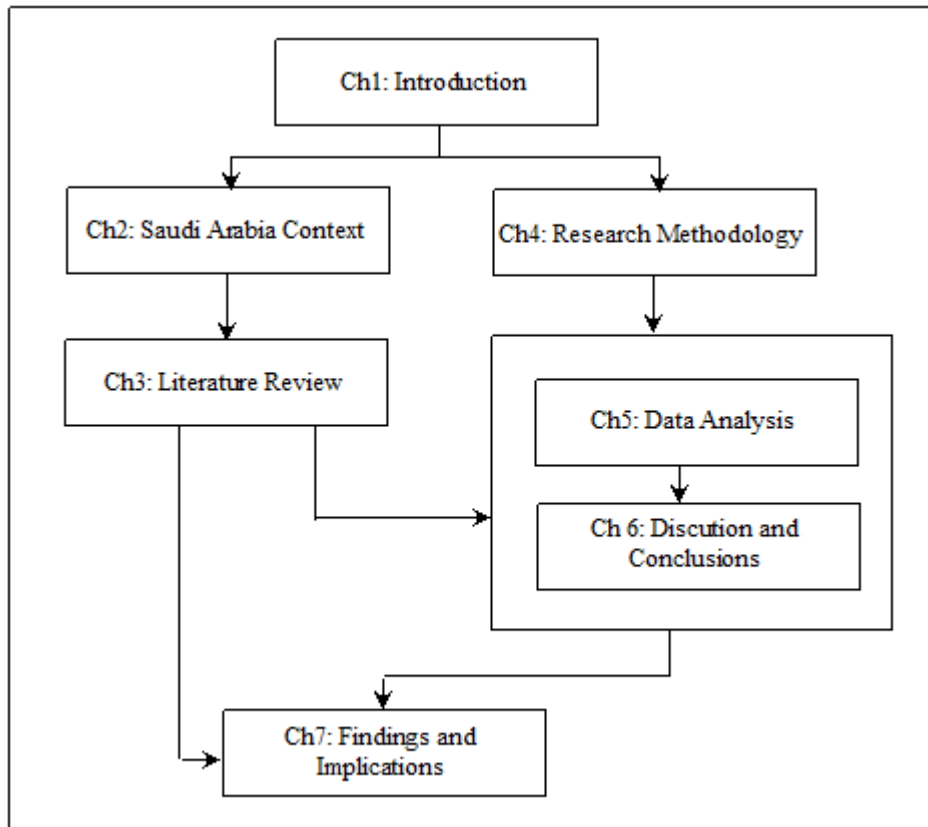 Ch1: Introduction
Ch2: Saudi Arabia Context
Ch4: Research Methodology
Ch3: Literature Review
Ch5: Data Analysis
Ch 6: Discution and
Conclusions
Ch7: Findings and
Implications